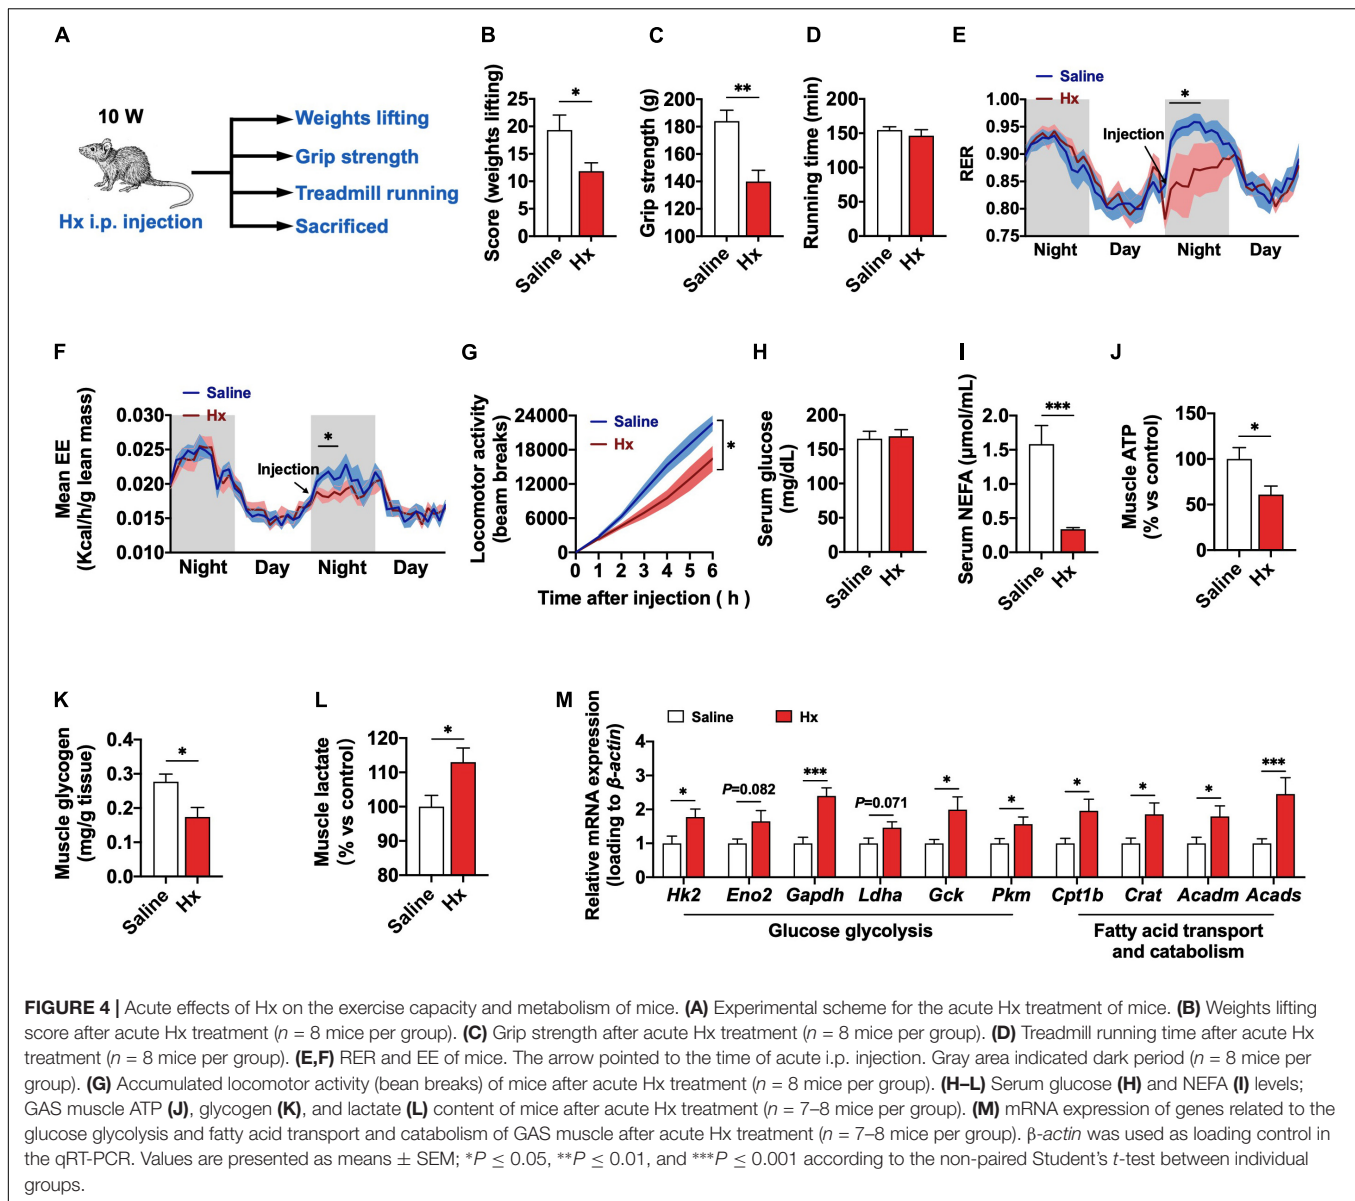 A
10 W
Hx i.p. injection
Weights lifting
Grip strength
Treadmill running
Sacrificed
B
Score (weights lifting)
25
20
15
10
5
0
*
Saline
Hx
C
Grip strength (g)
200
180
160
140
120
100
**
Saline
Hx
D
Running time (min)
200
150
100
50
0
Saline
Hx
E
Saline
Hx
RER
1.00
0.95
0.90
0.85
0.80
0.75
Injection
*
Night
Day
Night
Day
F
Saline
Hx
Mean EE
(Kcal/h/g lean mass)
0.030
0.025
0.020
0.015
0.010
Injection
*
Night
Day
Night
Day
G
Locomotor activity
(beam breaks)
24000
18000
12000
6000
0
Saline
Hx
*
0 1 2 3 4 5 6
Time after injection ( h )
H
Serum glucose
(mg/dL)
200
150
100
50
0
Saline
Hx
I
Serum NEFA (μmol/mL)
2.0
1.5
1.0
0.5
0.0
***
Saline
Hx
J
Muscle ATP
(% vs control)
150
100
50
0
*
Saline
Hx
K
Muscle glycogen
(mg/g tissue)
0.4
0.3
0.2
0.1
0.0
*
Saline
Hx
L
Muscle lactate
(% vs control)
120
110
100
90
80
*
Saline
Hx
M
Saline
Hx
Relative mRNA expression
(loading to β-actin)
4
3
2
1
0
* P=0.082 *** P=0.071 * * * * * ***
Hk2 Eno2 Gapdh Ldha Gck Pkm Cpt1b Crat Acadm Acads
Glucose glycolysis
Fatty acid transport
and catabolism
FIGURE 4 | Acute effects of Hx on the exercise capacity and metabolism of mice. (A) Experimental scheme for the acute Hx treatment of mice. (B) Weights lifting
score after acute Hx treatment (n = 8 mice per group). (C) Grip strength after acute Hx treatment (n = 8 mice per group). (D) Treadmill running time after acute Hx
treatment (n = 8 mice per group). (E,F) RER and EE of mice. The arrow pointed to the time of acute i.p. injection. Gray area indicated dark period (n = 8 mice per
group). (G) Accumulated locomotor activity (bean breaks) of mice after acute Hx treatment (n = 8 mice per group). (H–L) Serum glucose (H) and NEFA (I) levels;
GAS muscle ATP (J), glycogen (K), and lactate (L) content of mice after acute Hx treatment (n = 7–8 mice per group). (M) mRNA expression of genes related to the
glucose glycolysis and fatty acid transport and catabolism of GAS muscle after acute Hx treatment (n = 7–8 mice per group). β-actin was used as loading control in
the qRT-PCR. Values are presented as means ± SEM; *P ≤ 0.05, **P ≤ 0.01, and ***P ≤ 0.001 according to the non-paired Student's t-test between individual
groups.